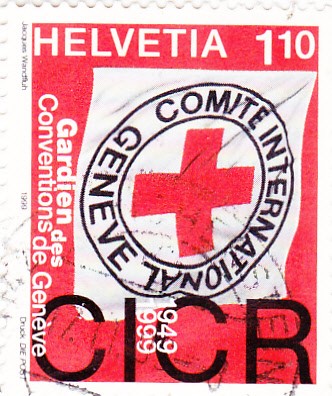 HELVETIA 1.10
COMITE INTERNATIONAL GENEVE
Gardien des
Conventions de Genève
1949
1999
CICR
Jacques Wandfluh
1999
Druck: DIE POST